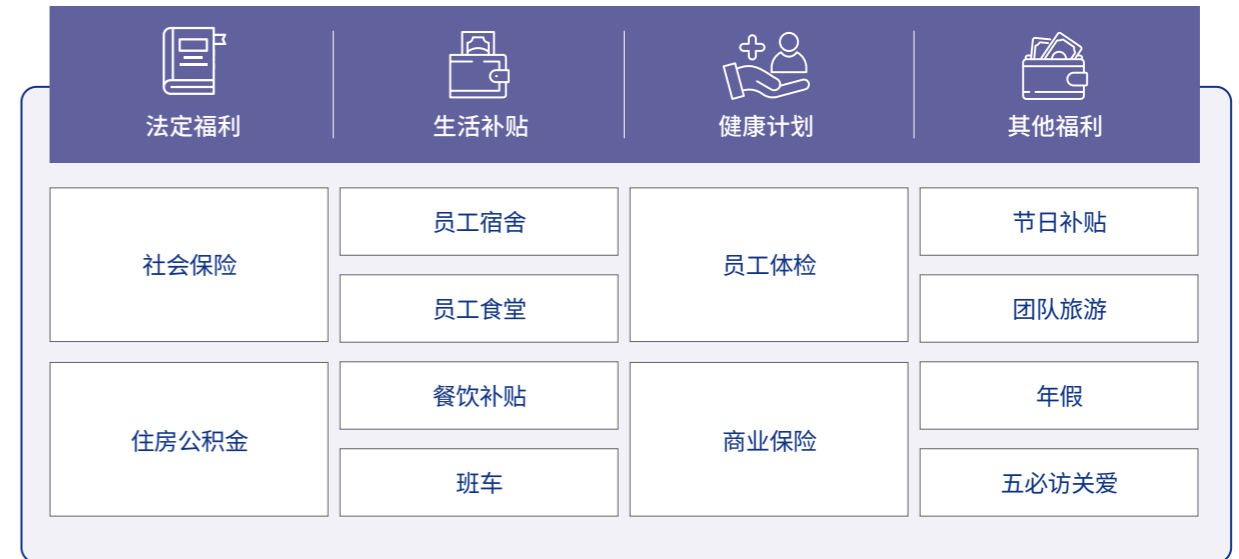 法定福利
生活补贴
健康计划
其他福利
社会保险
住房公积金
员工宿舍
员工食堂
餐饮补贴
班车
员工体检
商业保险
节日补贴
团队旅游
年假
五必访关爱